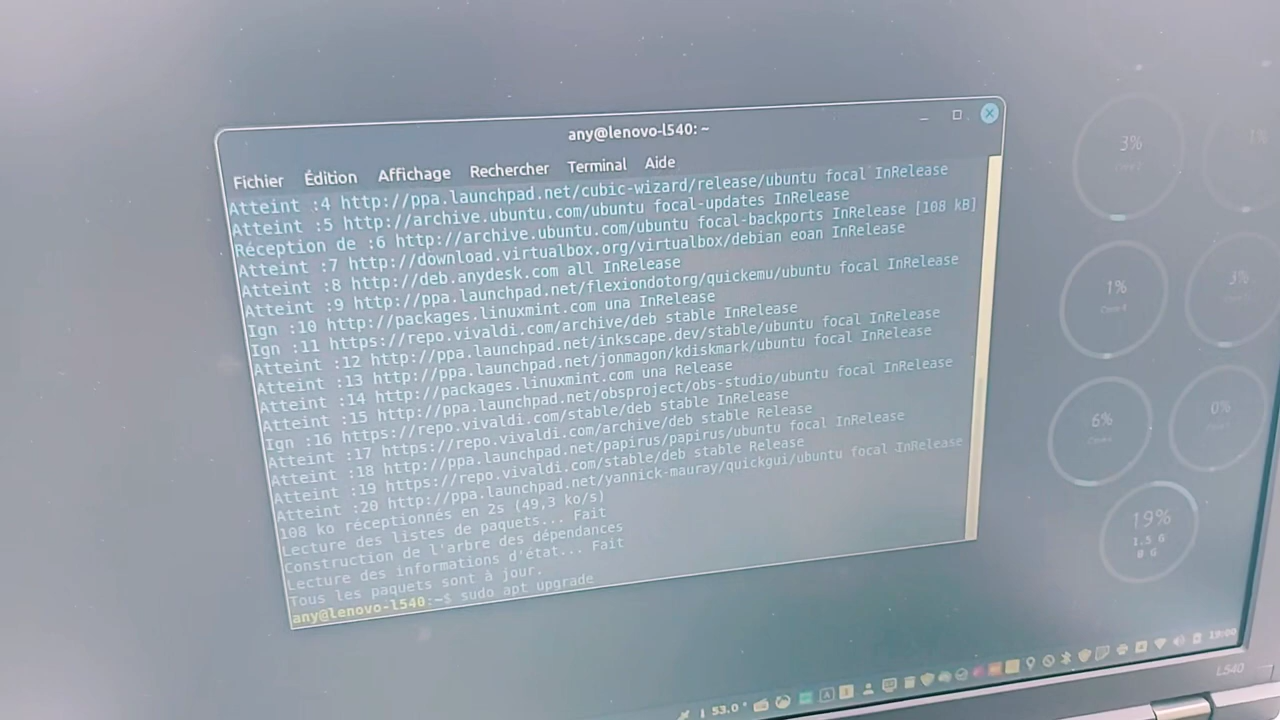 any@lenovo-l540: ~
Fichier Édition Affichage Rechercher Terminal Aide
Atteint :4 http://ppa.launchpad.net/cubic-wizard/release/ubuntu focal InRelease
Atteint :5 http://archive.ubuntu.com/ubuntu focal-updates InRelease
Réception de :6 http://archive.ubuntu.com/ubuntu focal-backports InRelease [108 kB]
Atteint :7 http://download.virtualbox.org/virtualbox/debian eoan InRelease
Atteint :8 http://deb.anydesk.com all InRelease
Atteint :9 http://ppa.launchpad.net/flexiondotorg/quickemu/ubuntu focal InRelease
Ign :10 http://packages.linuxmint.com una InRelease
Ign :11 https://repo.vivaldi.com/archive/deb stable InRelease
Atteint :12 http://ppa.launchpad.net/inkscape.dev/stable/ubuntu focal InRelease
Atteint :13 http://ppa.launchpad.net/jonmagon/kdiskmark/ubuntu focal InRelease
Atteint :14 http://packages.linuxmint.com una Release
Atteint :15 http://ppa.launchpad.net/obsproject/obs-studio/ubuntu focal InRelease
Ign :16 https://repo.vivaldi.com/stable/deb stable InRelease
Atteint :17 https://repo.vivaldi.com/archive/deb stable Release
Atteint :18 http://ppa.launchpad.net/papirus/papirus/ubuntu focal InRelease
Atteint :19 https://repo.vivaldi.com/stable/deb stable Release
Atteint :20 http://ppa.launchpad.net/yannick-mauray/quickgui/ubuntu focal InRelease
108 ko réceptionnés en 2s (49,3 ko/s)
Lecture des listes de paquets... Fait
Construction de l'arbre des dépendances
Lecture des informations d'état... Fait
Tous les paquets sont à jour.
any@lenovo-l540:~$ sudo apt upgrade
3%
1%
1%
3%
6%
0%
19%
1.5 G
0 G
53.0 °
19:00
L540